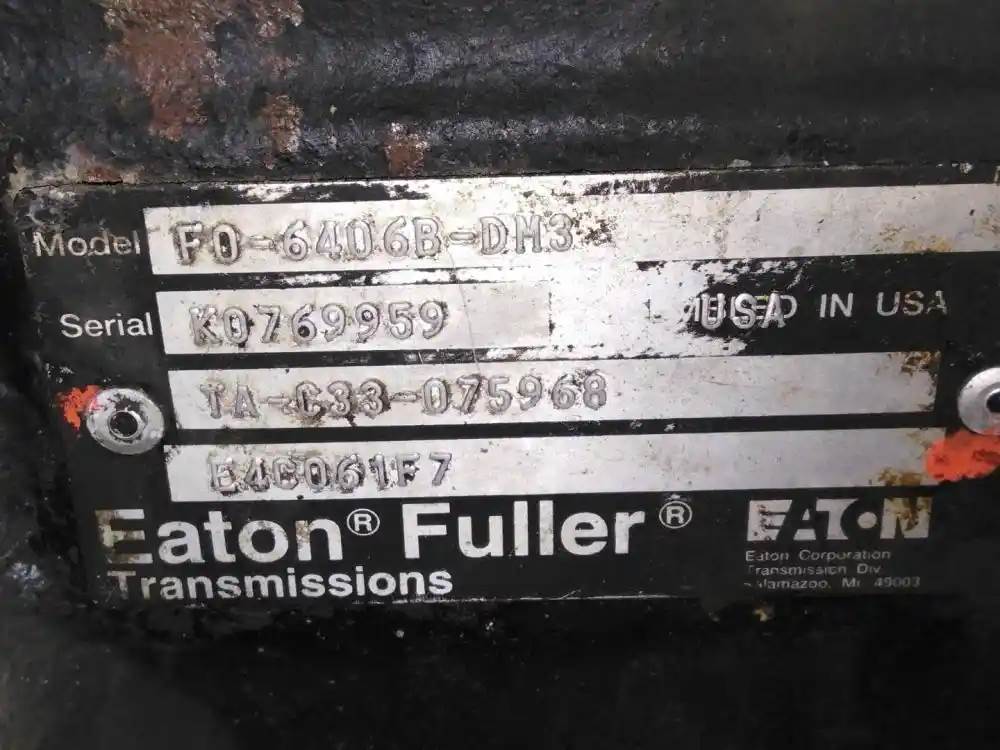 Model FO-6406B-DM3
Serial K0769959
USA IN USA
TA-C33-075968
E4C061F7
Eaton® Fuller®
Transmissions
EATON
Eaton Corporation
Transmission Div.
Kalamazoo, MI 49003